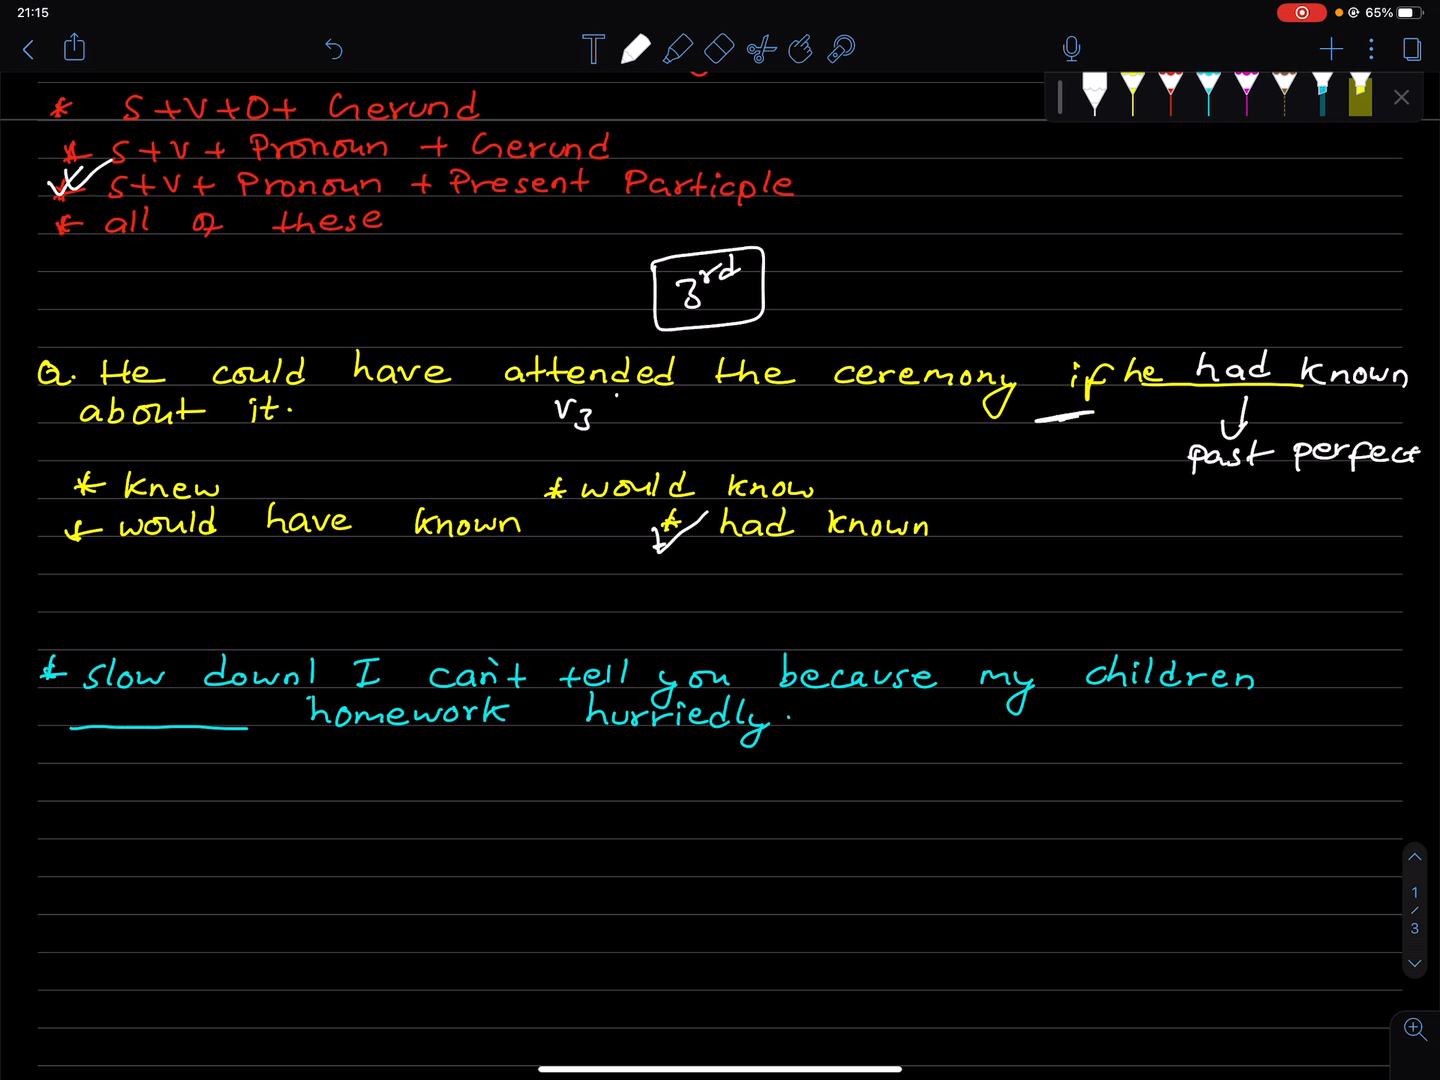 21:15
65%
* S+V+O+ Gerund
* S+V+ Pronoun + Gerund
* S+V+ Pronoun + Present Particple
* all of these
3rd
Q. He could have attended the ceremony if he had known
about it.
V3
past perfect
* knew * would know
* would have known * had known
* slow down! I can't tell you because my children
______ homework hurriedly.
1
/
3